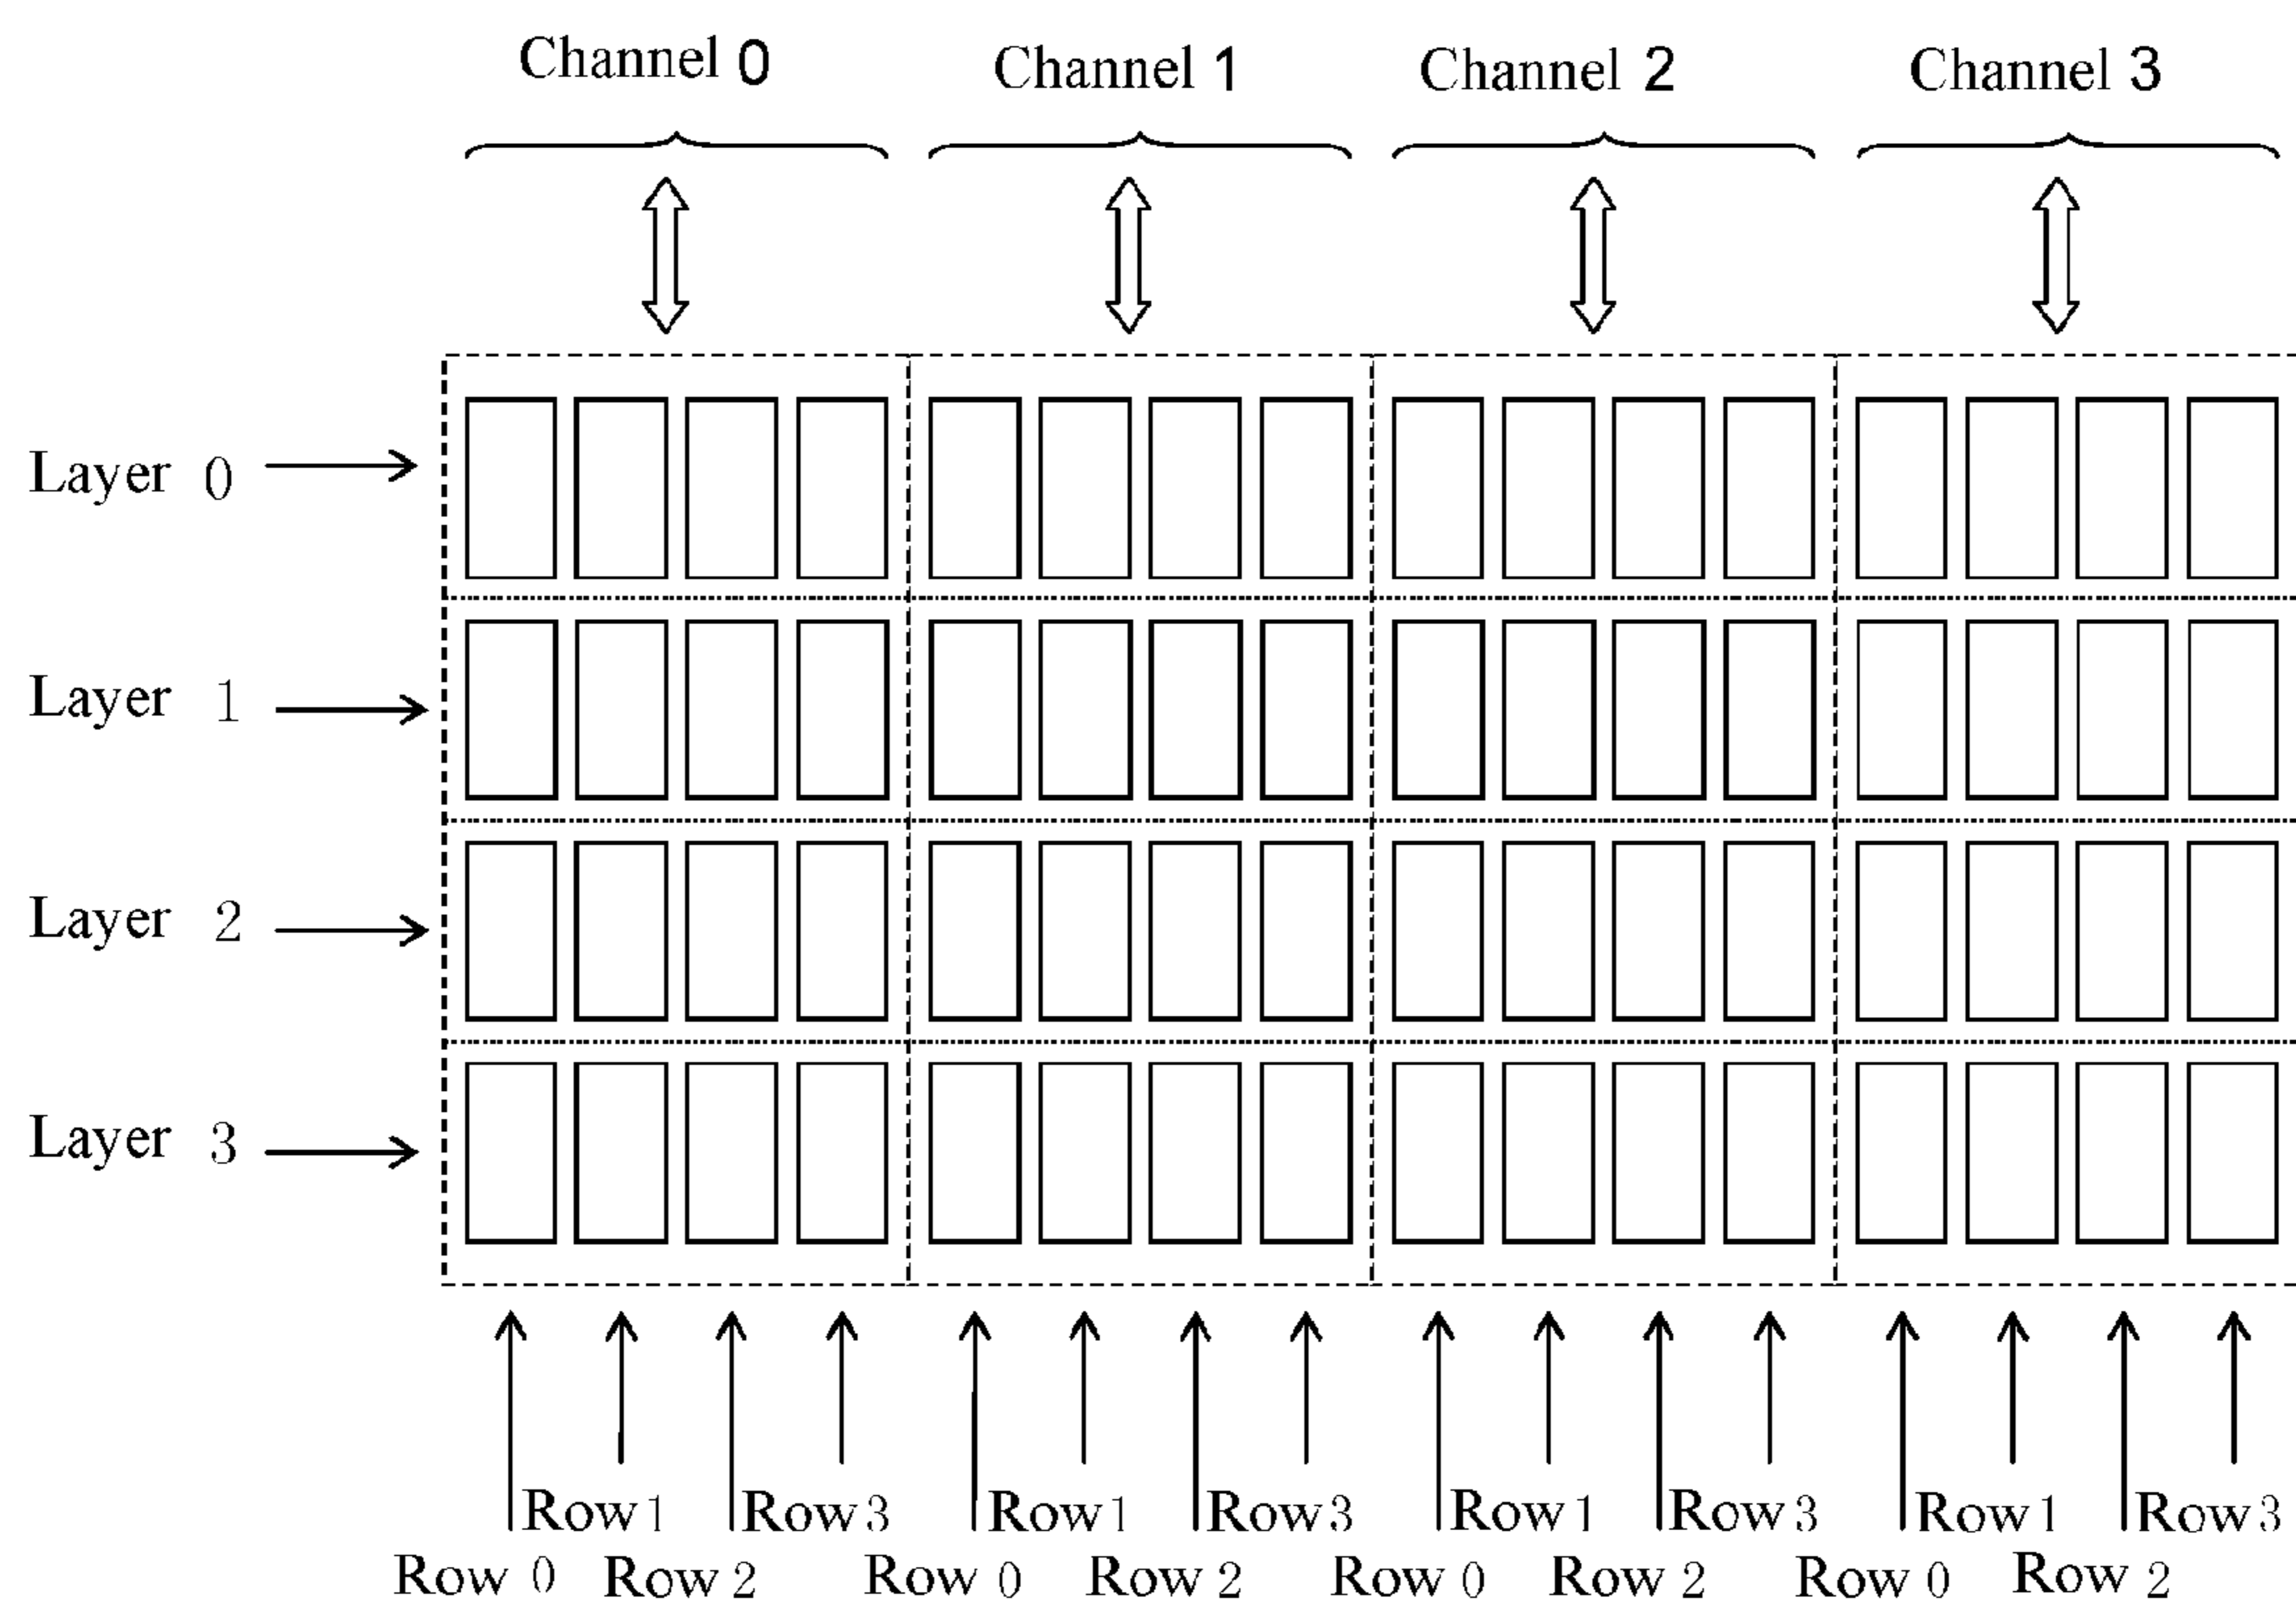 Channel 0 Channel 1 Channel 2 Channel 3
Layer 0
Layer 1
Layer 2
Layer 3
Row 1 Row 3 Row 1 Row 3 Row 1 Row 3 Row 1 Row 3
Row 0 Row 2 Row 0 Row 2 Row 0 Row 2 Row 0 Row 2